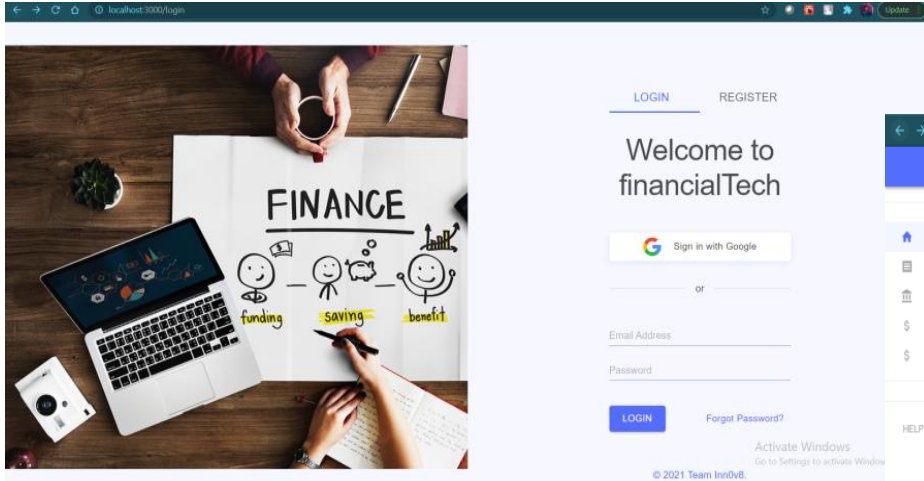 localhost:3000/login
Update
LOGIN REGISTER
Welcome to
financialTech
Sign in with Google
or
Email Address
Password
LOGIN Forgot Password?
Activate Windows
Go to Settings to activate Window
© 2021 Team Inn0v8.
FINANCE
$
funding saving benefit
$
$
HELP